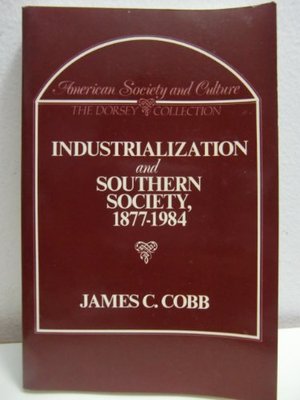 American Society and Culture
THE DORSEY COLLECTION
INDUSTRIALIZATION
and
SOUTHERN
SOCIETY,
1877-1984
JAMES C. COBB